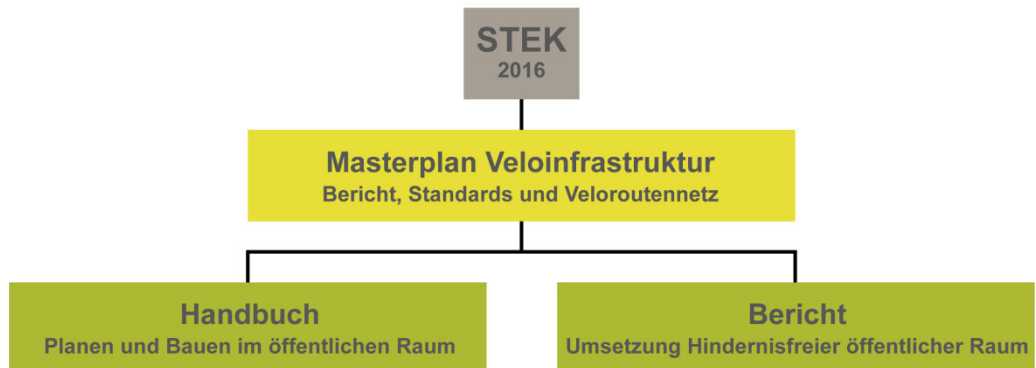 STEK
2016
Masterplan Veloinfrastruktur
Bericht, Standards und Veloroutennetz
Handbuch
Planen und Bauen im öffentlichen Raum
Bericht
Umsetzung Hindernisfreier öffentlicher Raum